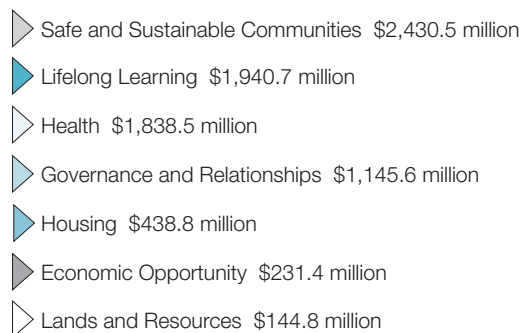 Safe and Sustainable Communities $2,430.5 million
Lifelong Learning $1,940.7 million
Health $1,838.5 million
Governance and Relationships $1,145.6 million
Housing $438.8 million
Economic Opportunity $231.4 million
Lands and Resources $144.8 million